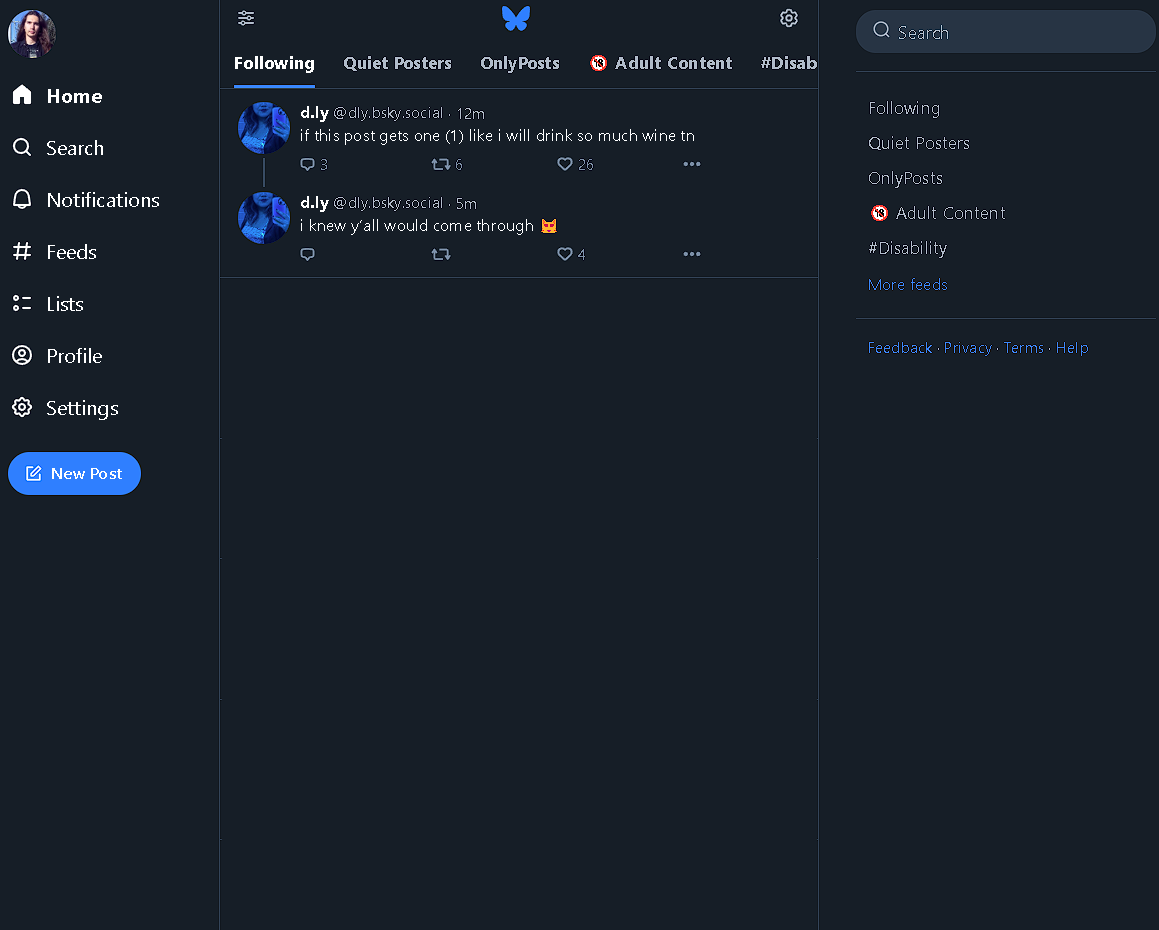 Home
Search
Notifications
Feeds
Lists
Profile
Settings
New Post
Following Quiet Posters OnlyPosts 🔞 Adult Content #Disab
d.ly @dly.bsky.social · 12m
if this post gets one (1) like i will drink so much wine tn
3 6 26
d.ly @dly.bsky.social · 5m
i knew y’all would come through 😈
4
Search
Following
Quiet Posters
OnlyPosts
🔞 Adult Content
#Disability
More feeds
Feedback · Privacy · Terms · Help